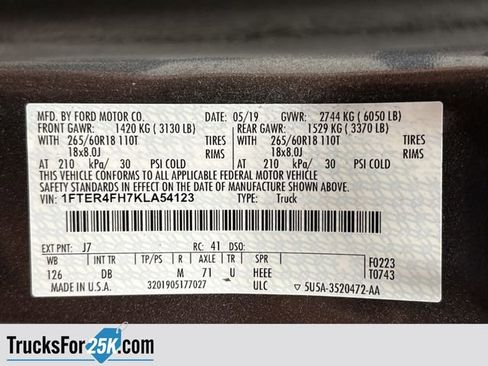 MFD. BY FORD MOTOR CO. 05/19 GVWR: 2744 KG ( 6050 LB)
FRONT GAWR: 1420 KG ( 3130 LB) REAR GAWR: 1529 KG ( 3370 LB)
WITH 265/60R18 110T TIRES WITH 265/60R18 110T TIRES
18x8.0J RIMS 18x8.0J RIMS
AT 210 kPa/ 30 PSI COLD AT 210 kPa/ 30 PSI COLD
THIS VEHICLE CONFORMS TO ALL APPLICABLE FEDERAL MOTOR VEHICLE
SAFETY STANDARDS IN EFFECT ON THE DATE OF MANUFACTURE SHOWN ABOVE.
VIN: 1FTER4FH7KLA54123 TYPE: Truck
EXT PNT: J7 RC: 41 DSO:
WB INT TR TP/PS R AXLE TR SPR F0223
126 DB M 71 U HEEE T0743
MADE IN U.S.A. 3201905177027 ULC ▽ 5U5A-3520472-AA
TrucksFor25K.com